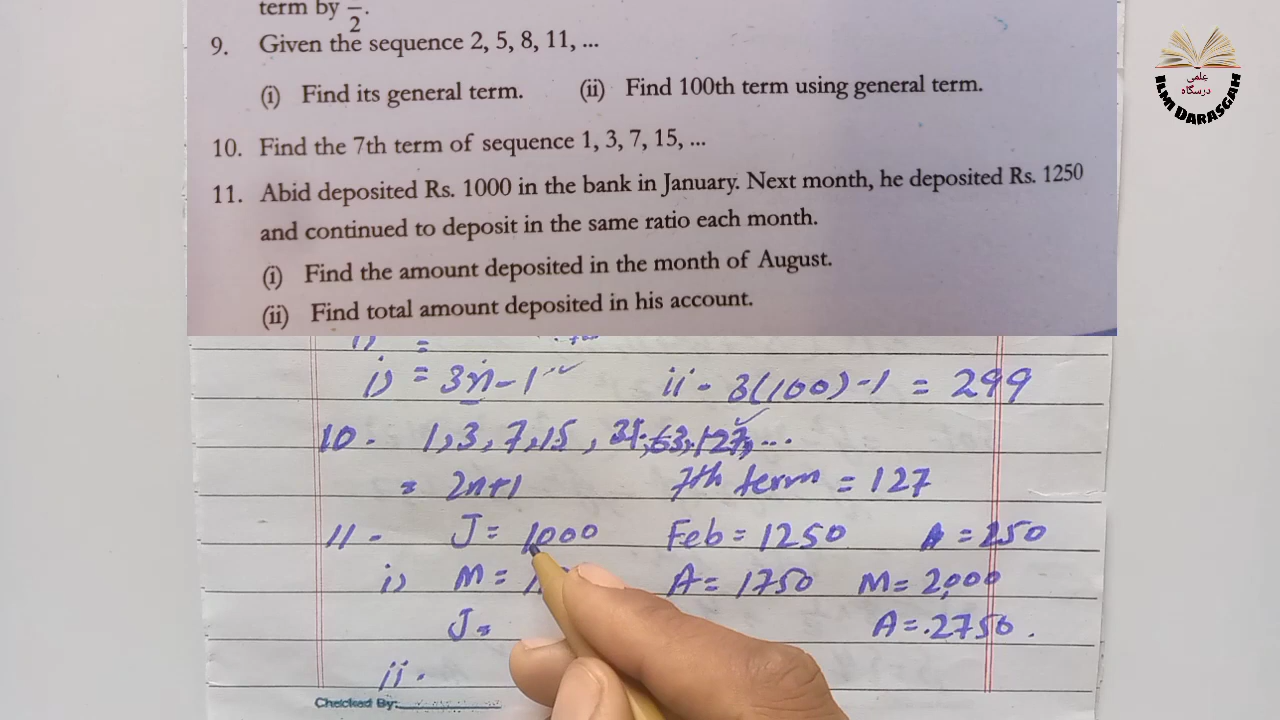 term by 1/2.
9. Given the sequence 2, 5, 8, 11, ...
(i) Find its general term. (ii) Find 100th term using general term.
10. Find the 7th term of sequence 1, 3, 7, 15, ...
11. Abid deposited Rs. 1000 in the bank in January. Next month, he deposited Rs. 1250
and continued to deposit in the same ratio each month.
(i) Find the amount deposited in the month of August.
(ii) Find total amount deposited in his account.
علمی
درسگاہ
ILMI DARASGAH
i) = 3n-1 ii- 3(100)-1 = 299
10. 1,3,7,15, 31,63,127,...
= 2n+1 7th term = 127
11- J= 1000 Feb = 1250 A = 250
i) M = A = 1750 M = 2,000
J= A = 2750.
ii.
Checked By: